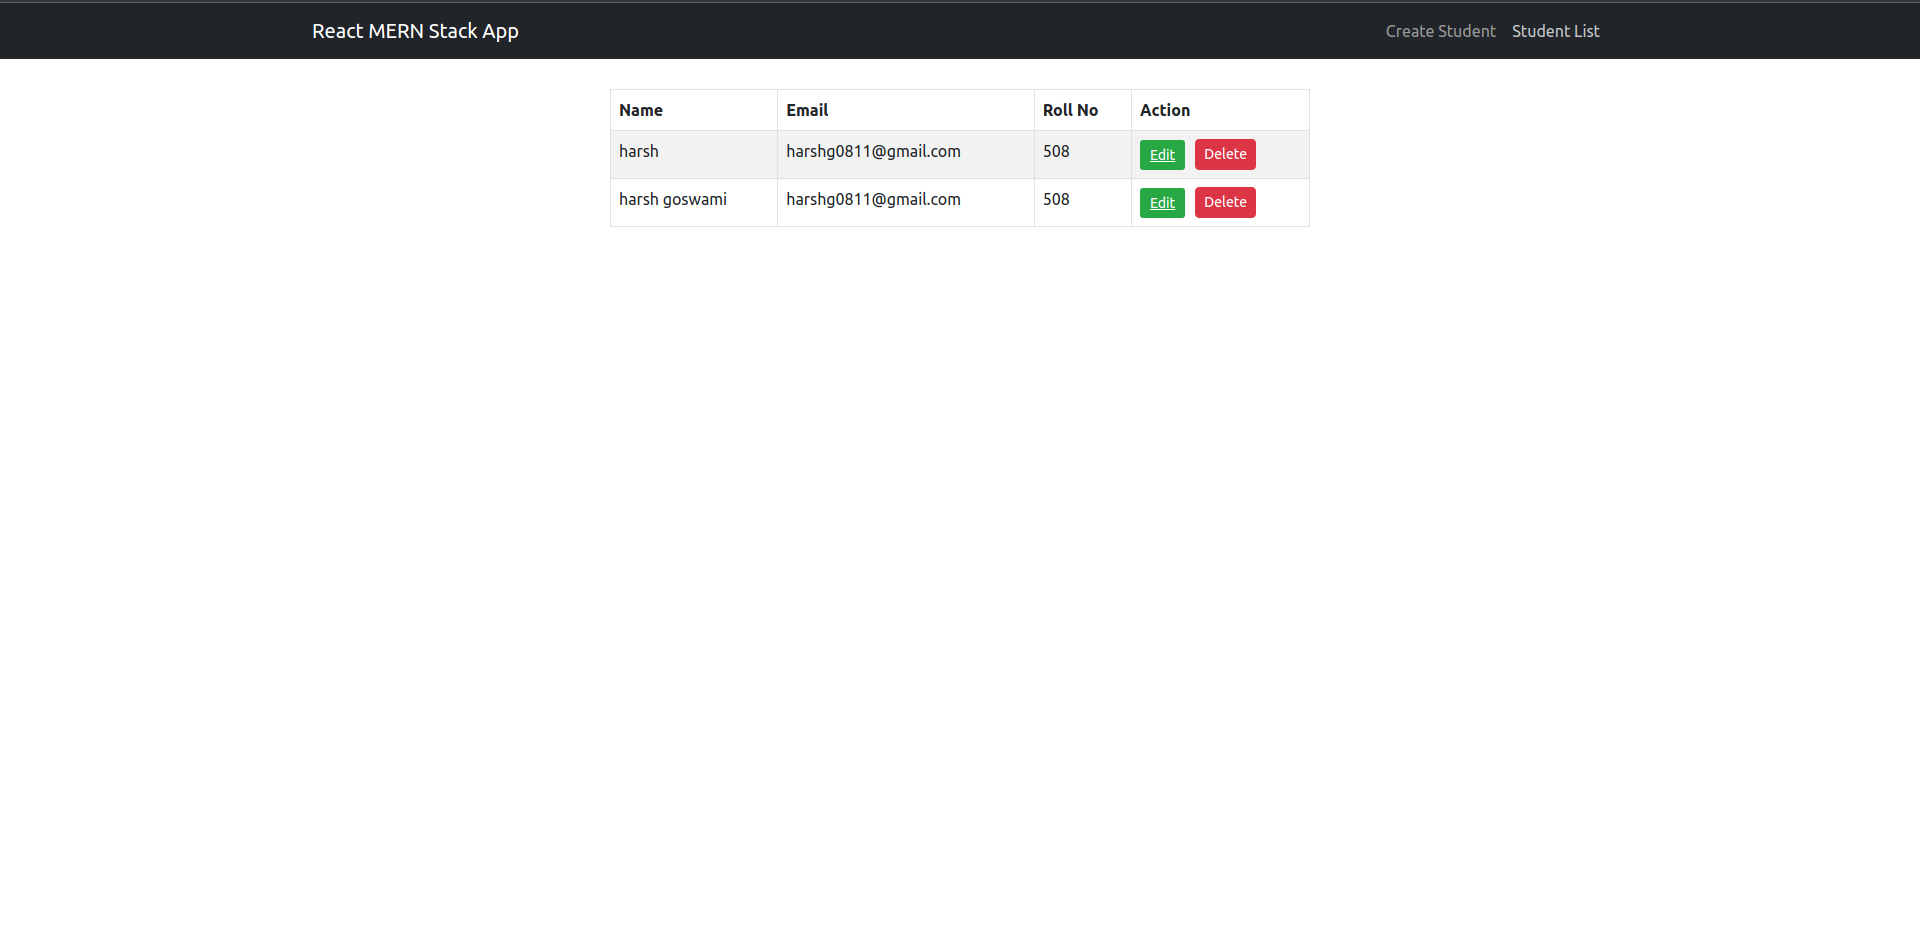 React MERN Stack App Create Student Student List
Name Email Roll No Action
harsh harshg0811@gmail.com 508 Edit Delete
harsh goswami harshg0811@gmail.com 508 Edit Delete